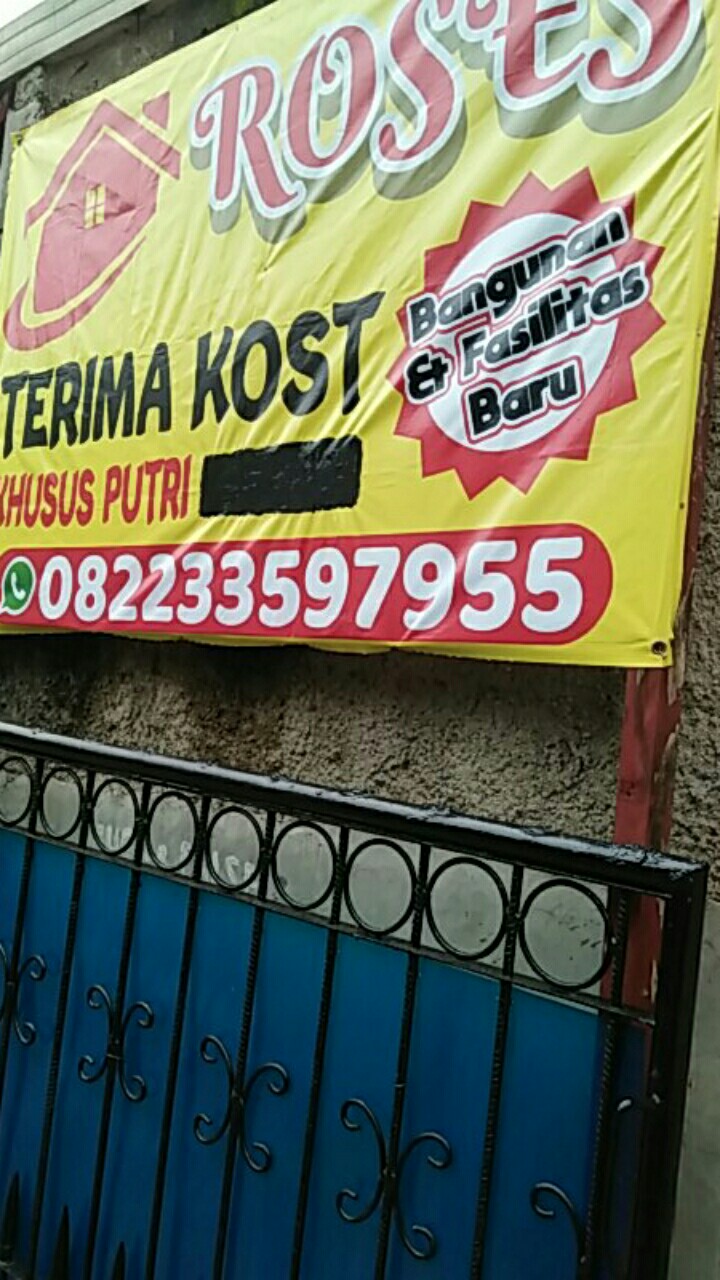 ROSES
TERIMA KOST
KHUSUS PUTRI
Bangunan
& Fasilitas
Baru
082233597955